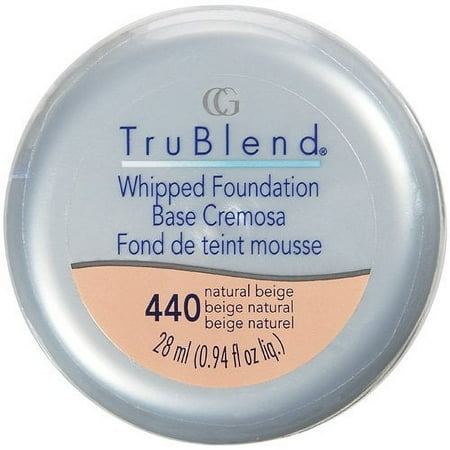 CG
TruBlend®
Whipped Foundation
Base Cremosa
Fond de teint mousse
440 natural beige
beige natural
beige naturel
28 ml (0.94 fl oz liq.)